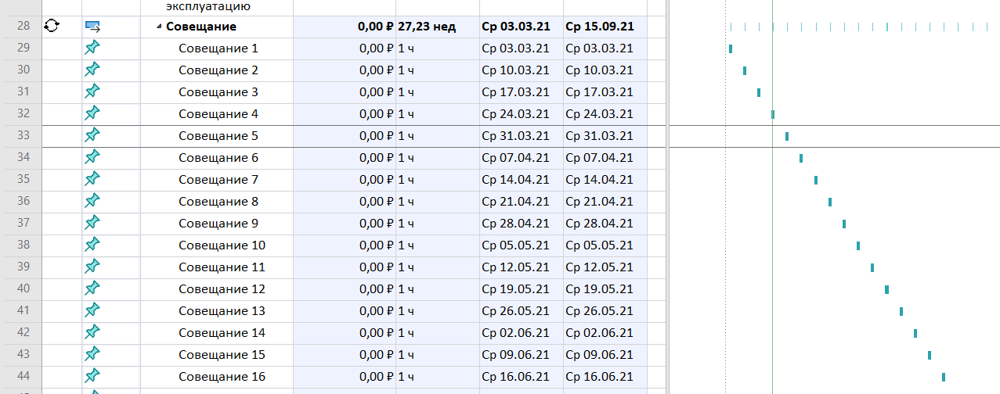 эксплуатацию
28 Совещание 0,00 ₽ 27,23 нед Ср 03.03.21 Ср 15.09.21
29 Совещание 1 0,00 ₽ 1 ч Ср 03.03.21 Ср 03.03.21
30 Совещание 2 0,00 ₽ 1 ч Ср 10.03.21 Ср 10.03.21
31 Совещание 3 0,00 ₽ 1 ч Ср 17.03.21 Ср 17.03.21
32 Совещание 4 0,00 ₽ 1 ч Ср 24.03.21 Ср 24.03.21
33 Совещание 5 0,00 ₽ 1 ч Ср 31.03.21 Ср 31.03.21
34 Совещание 6 0,00 ₽ 1 ч Ср 07.04.21 Ср 07.04.21
35 Совещание 7 0,00 ₽ 1 ч Ср 14.04.21 Ср 14.04.21
36 Совещание 8 0,00 ₽ 1 ч Ср 21.04.21 Ср 21.04.21
37 Совещание 9 0,00 ₽ 1 ч Ср 28.04.21 Ср 28.04.21
38 Совещание 10 0,00 ₽ 1 ч Ср 05.05.21 Ср 05.05.21
39 Совещание 11 0,00 ₽ 1 ч Ср 12.05.21 Ср 12.05.21
40 Совещание 12 0,00 ₽ 1 ч Ср 19.05.21 Ср 19.05.21
41 Совещание 13 0,00 ₽ 1 ч Ср 26.05.21 Ср 26.05.21
42 Совещание 14 0,00 ₽ 1 ч Ср 02.06.21 Ср 02.06.21
43 Совещание 15 0,00 ₽ 1 ч Ср 09.06.21 Ср 09.06.21
44 Совещание 16 0,00 ₽ 1 ч Ср 16.06.21 Ср 16.06.21